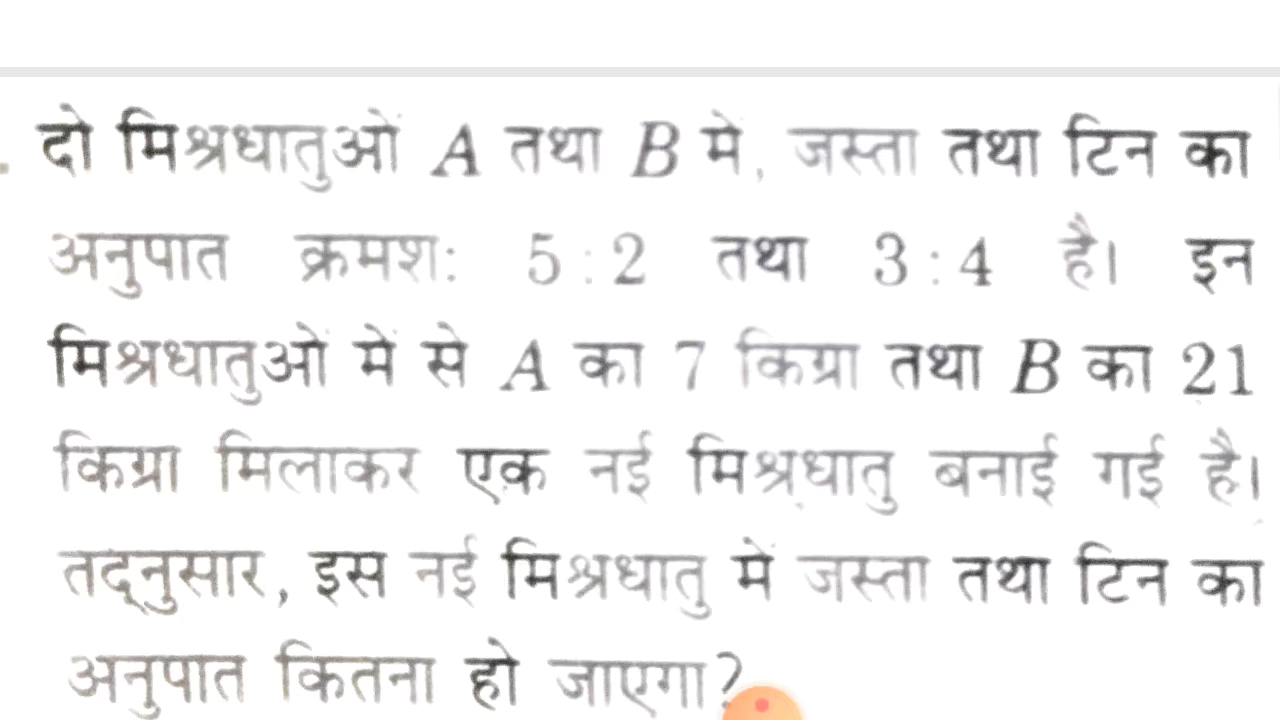 दो मिश्रधातुओं A तथा B में, जस्ता तथा टिन का
अनुपात क्रमशः 5 : 2 तथा 3 : 4 है। इन
मिश्रधातुओं में से A का 7 किग्रा तथा B का 21
किग्रा मिलाकर एक नई मिश्रधातु बनाई गई है।
तद्नुसार, इस नई मिश्रधातु में जस्ता तथा टिन का
अनुपात कितना हो जाएगा?